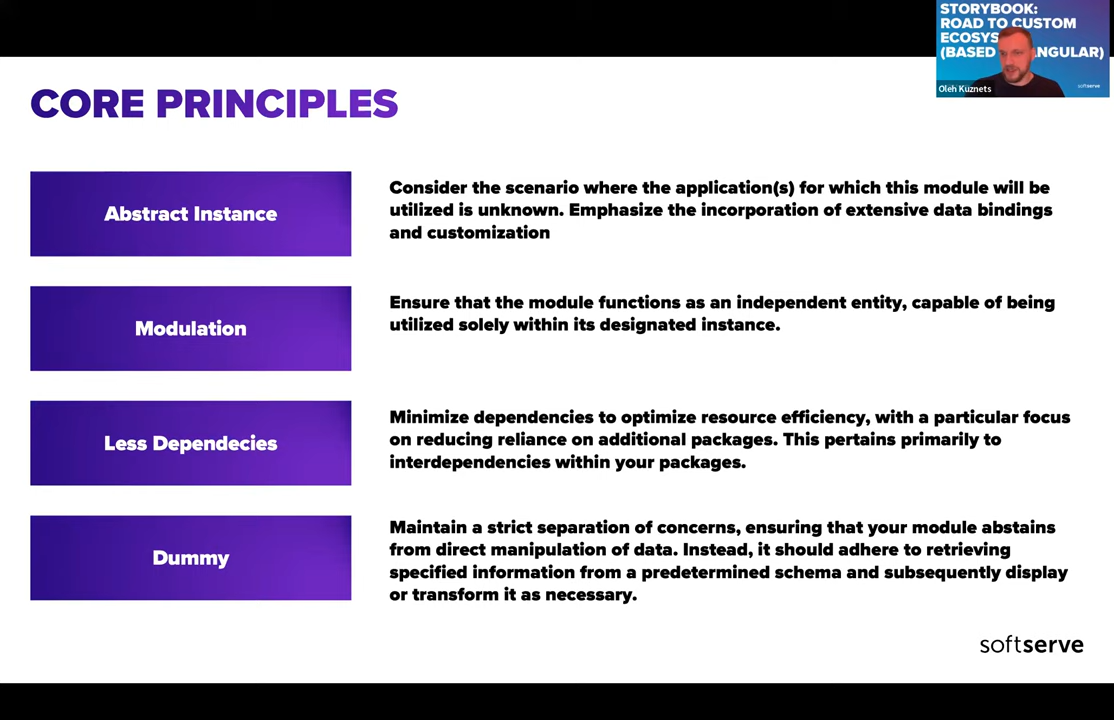 STORYBOOK:
ROAD TO CUSTOM
(BASED
Oleh Kuznets
softserve
CORE PRINCIPLES
Abstract Instance
Consider the scenario where the application(s) for which this module will be
utilized is unknown. Emphasize the incorporation of extensive data bindings
and customization
Modulation
Ensure that the module functions as an independent entity, capable of being
utilized solely within its designated instance.
Less Dependecies
Minimize dependencies to optimize resource efficiency, with a particular focus
on reducing reliance on additional packages. This pertains primarily to
interdependencies within your packages.
Dummy
Maintain a strict separation of concerns, ensuring that your module abstains
from direct manipulation of data. Instead, it should adhere to retrieving
specified information from a predetermined schema and subsequently display
or transform it as necessary.
softserve